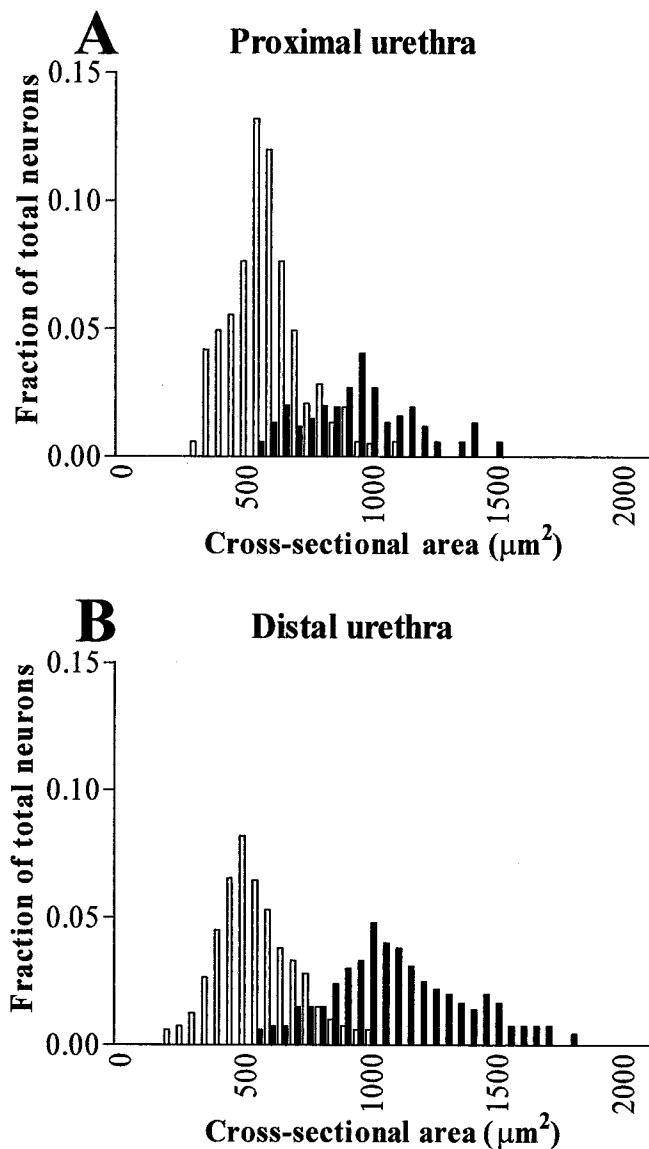 A Proximal urethra
0.15
0.10
0.05
0.00
Fraction of total neurons
0 500 1000 1500 2000
Cross-sectional area (μm²)
B Distal urethra
0.15
0.10
0.05
0.00
Fraction of total neurons
0 500 1000 1500 2000
Cross-sectional area (μm²)